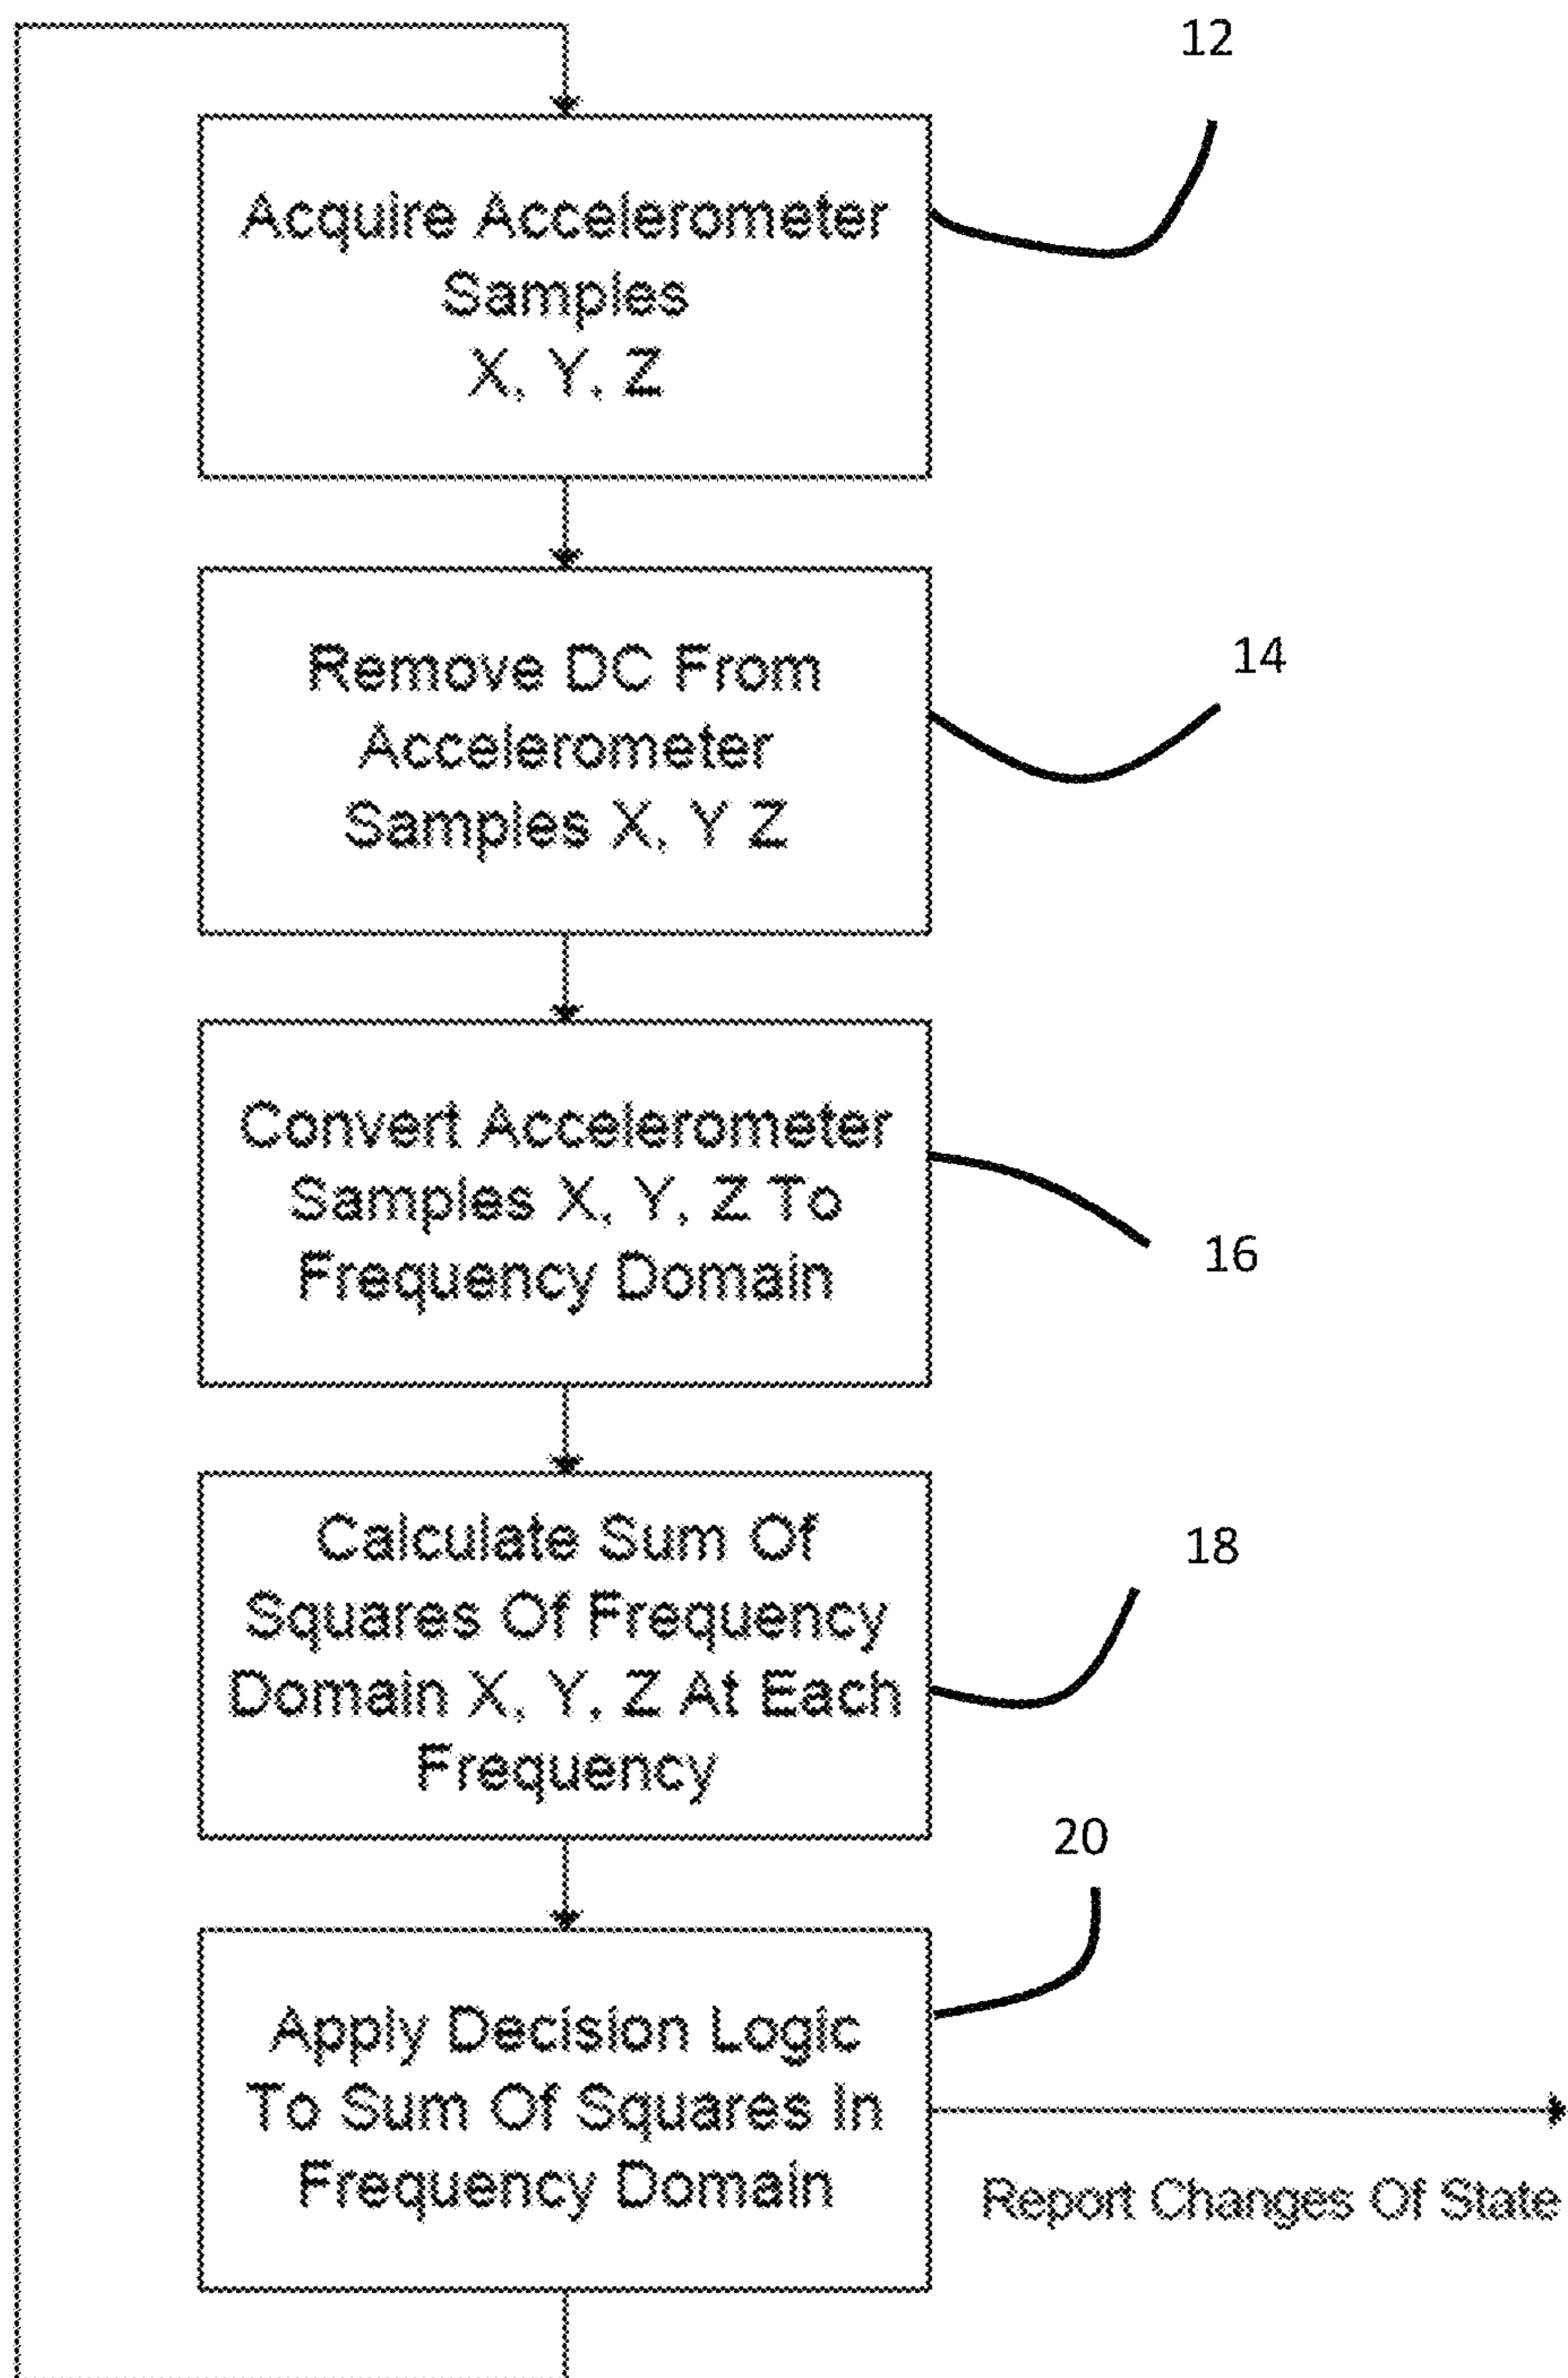 12
Acquire Accelerometer
Samples
X, Y, Z
Remove DC From
Accelerometer
Samples X, Y Z
14
Convert Accelerometer
Samples X, Y, Z To
Frequency Domain
16
Calculate Sum Of
Squares Of Frequency
Domain X, Y, Z At Each
Frequency
18
20
Apply Decision Logic
To Sum Of Squares In
Frequency Domain
Report Changes Of State